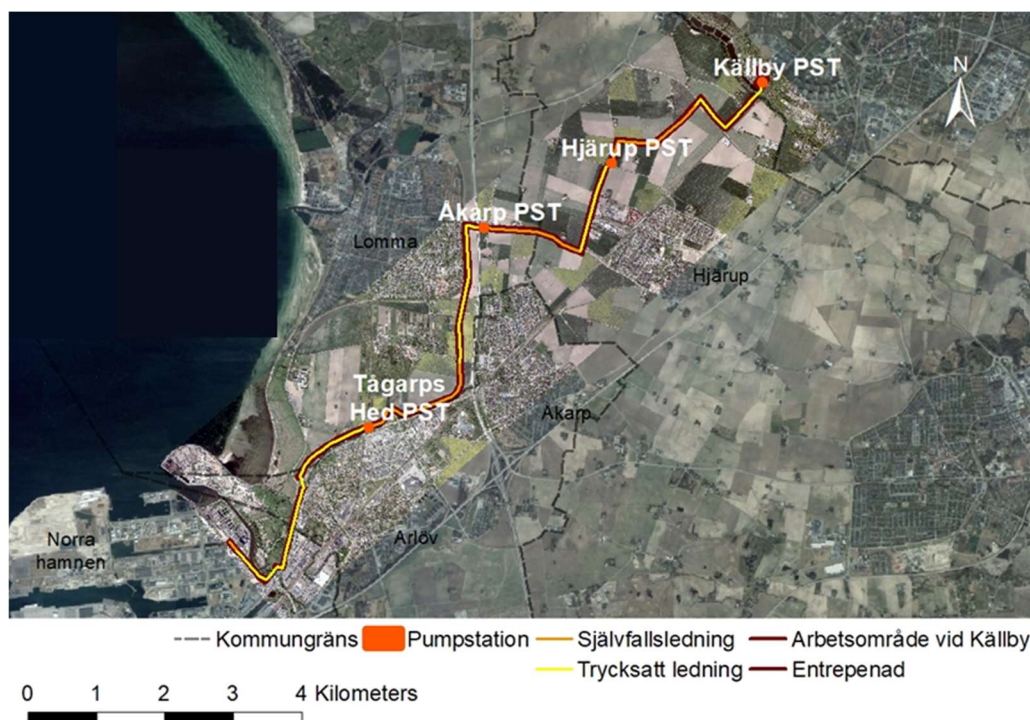 Källby PST
N
Hjärup PST
Åkarp PST
Lomma
Hjärup
Tågarps
Hed PST
Åkarp
Arlöv
Norra
hamnen
Kommungräns Pumpstation Självfallsledning Arbetsområde vid Källby
Trycksatt ledning Entrepenad
0 1 2 3 4 Kilometers